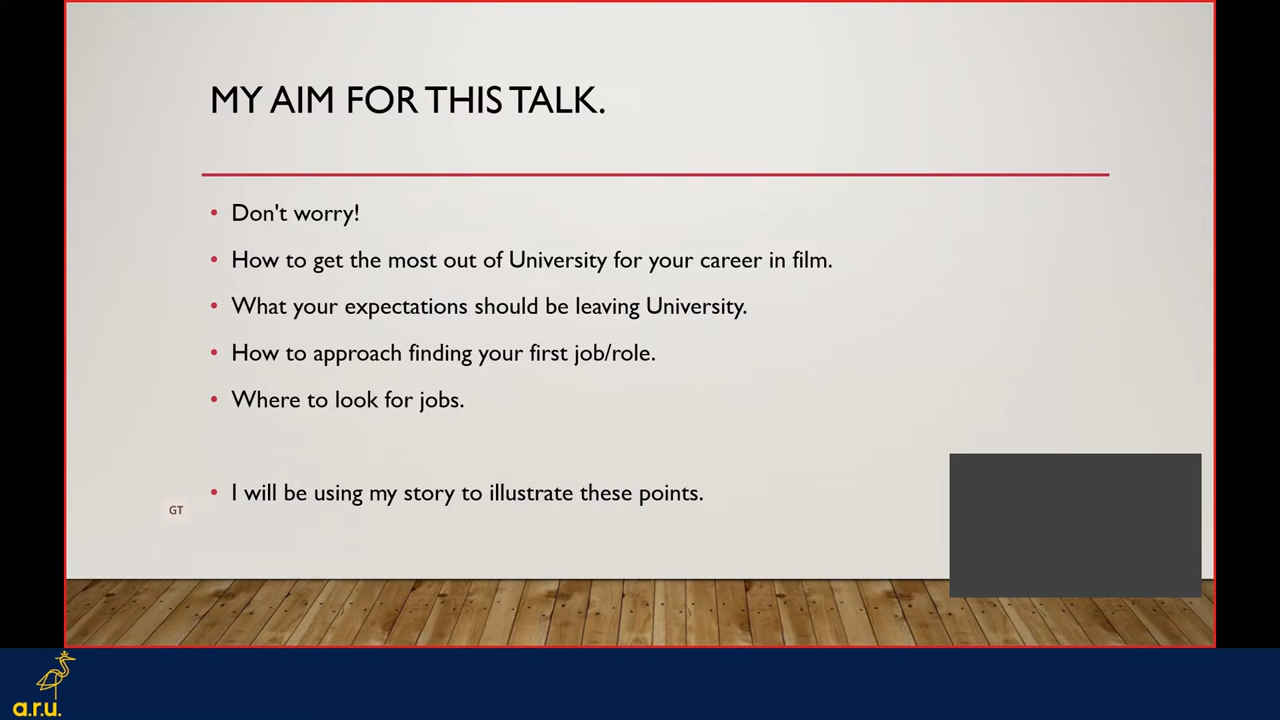 MY AIM FOR THIS TALK.
• Don't worry!
• How to get the most out of University for your career in film.
• What your expectations should be leaving University.
• How to approach finding your first job/role.
• Where to look for jobs.
• I will be using my story to illustrate these points.
GT
a.r.u.